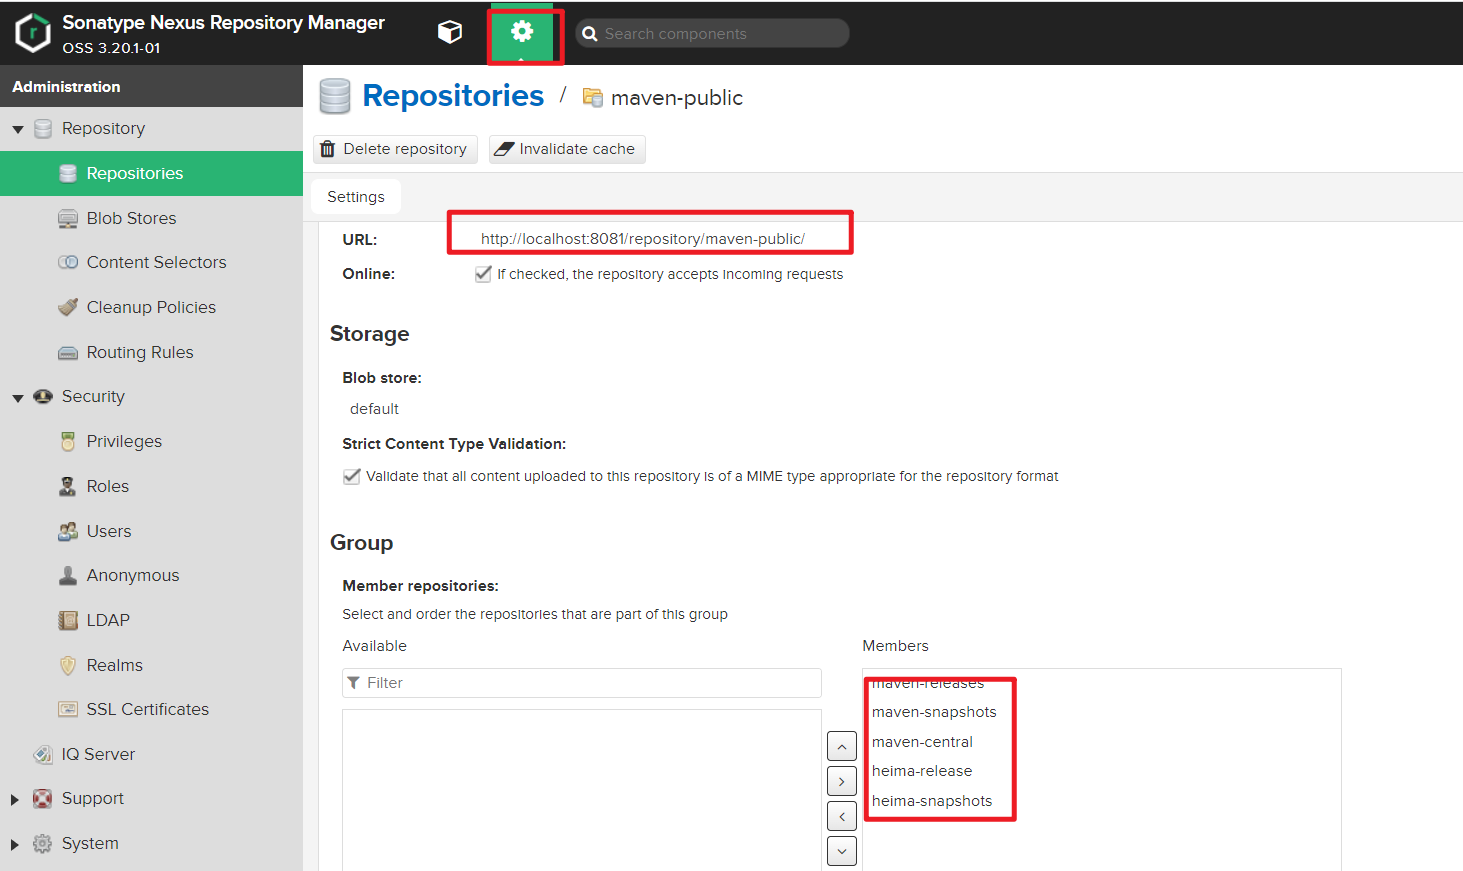 Sonatype Nexus Repository Manager
OSS 3.20.1-01
Search components
Administration
Repository
Repositories
Blob Stores
Content Selectors
Cleanup Policies
Routing Rules
Security
Privileges
Roles
Users
Anonymous
LDAP
Realms
SSL Certificates
IQ Server
Support
System
Repositories / maven-public
Delete repository Invalidate cache
Settings
URL: http://localhost:8081/repository/maven-public/
Online: If checked, the repository accepts incoming requests
Storage
Blob store:
default
Strict Content Type Validation:
Validate that all content uploaded to this repository is of a MIME type appropriate for the repository format
Group
Member repositories:
Select and order the repositories that are part of this group
Available
Filter
Members
maven-releases
maven-snapshots
maven-central
heima-release
heima-snapshots